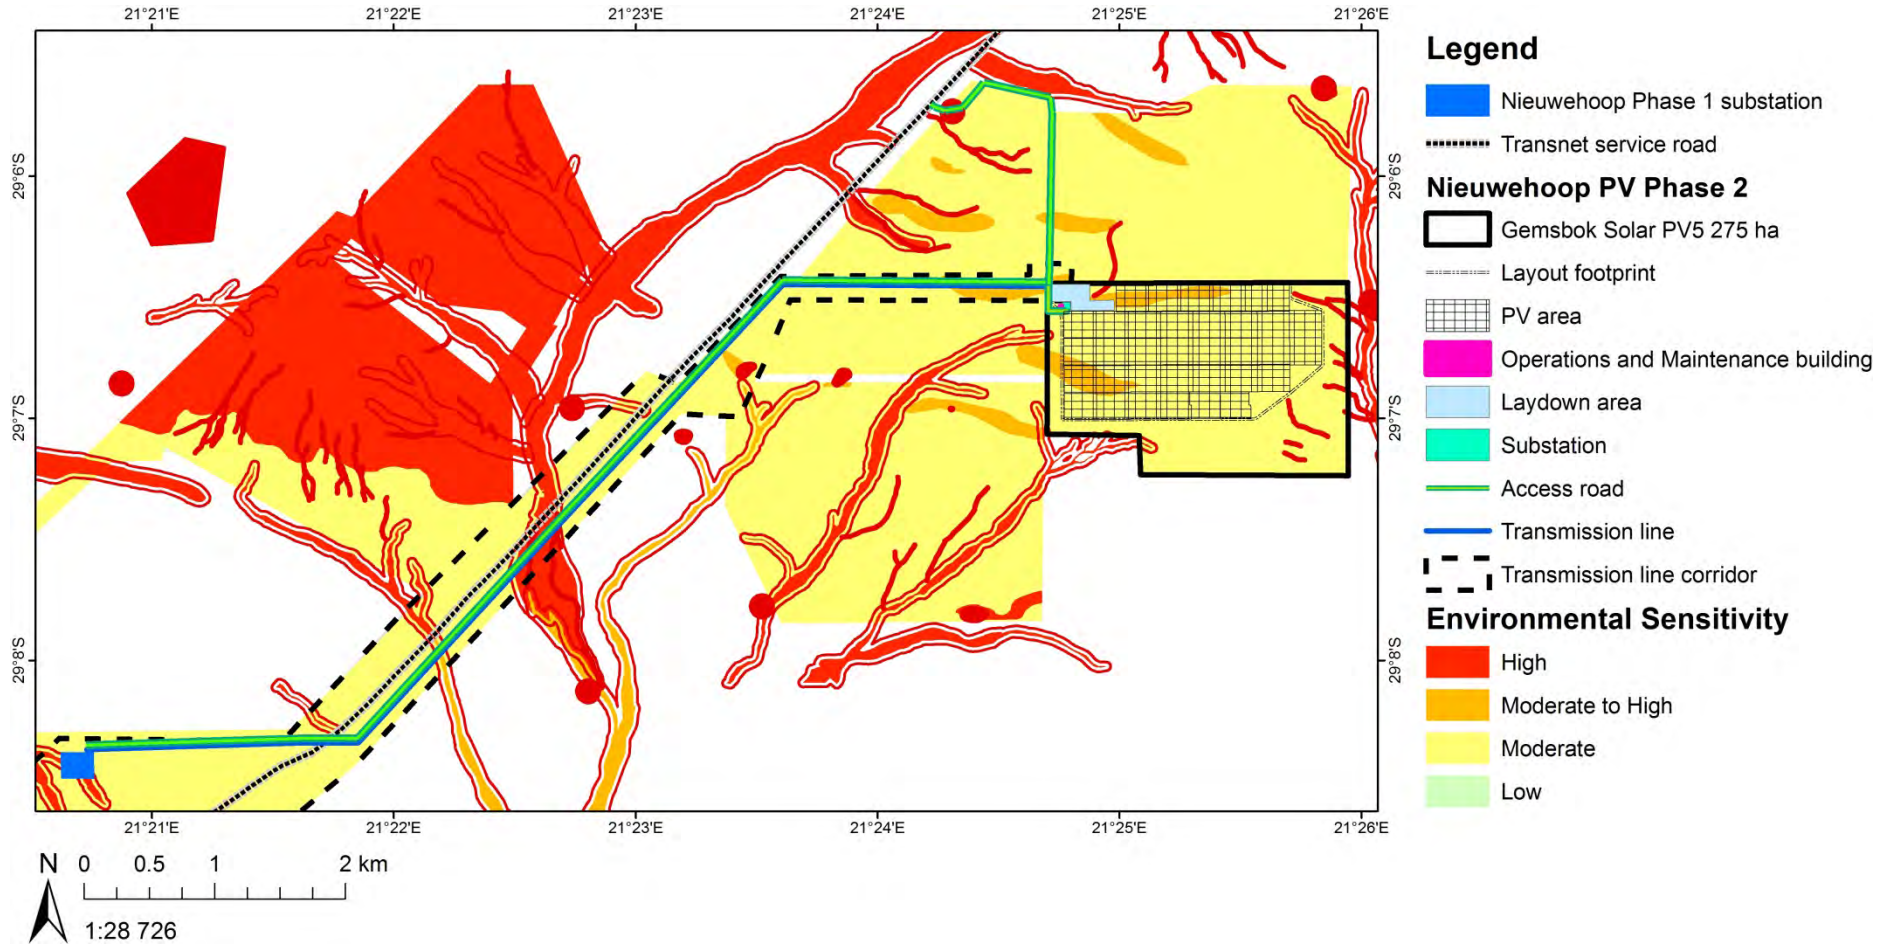 21°21'E 21°22'E 21°23'E 21°24'E 21°25'E 21°26'E
29°6'S 29°6'S
29°7'S 29°7'S
29°8'S 29°8'S
21°21'E 21°22'E 21°23'E 21°24'E 21°25'E 21°26'E
N 0 0.5 1 2 km
1:28 726
Legend
Nieuwehoop Phase 1 substation
Transnet service road
Nieuwehoop PV Phase 2
Gemsbok Solar PV5 275 ha
Layout footprint
PV area
Operations and Maintenance building
Laydown area
Substation
Access road
Transmission line
Transmission line corridor
Environmental Sensitivity
High
Moderate to High
Moderate
Low